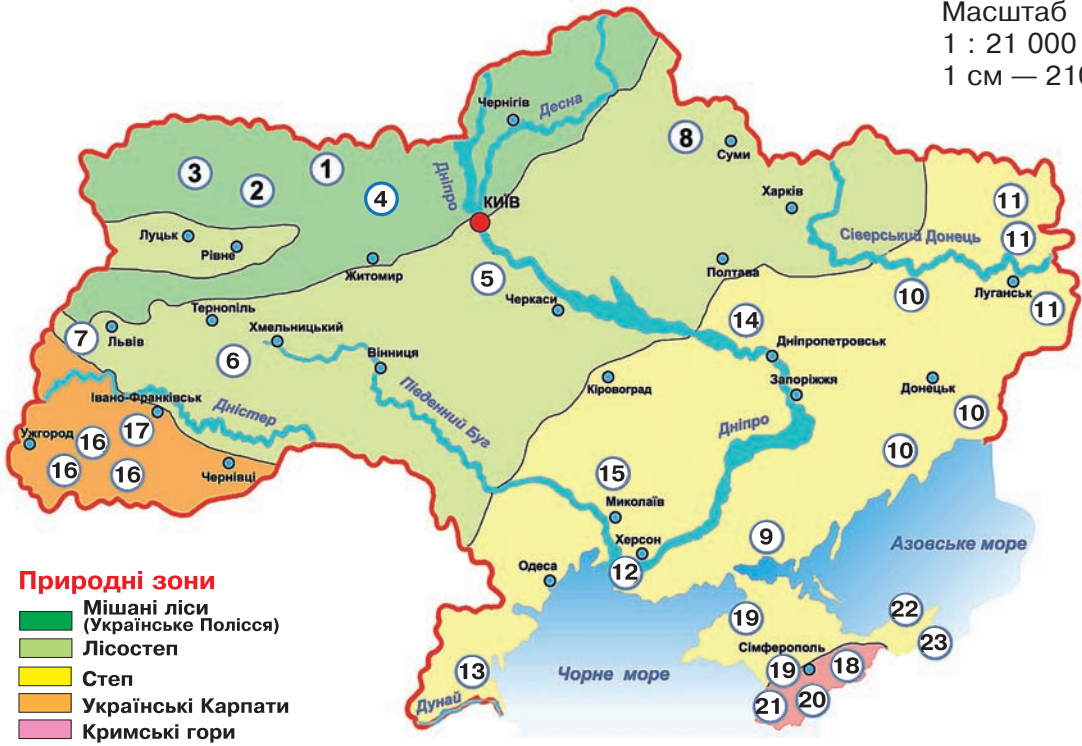 Масштаб
1 : 21 000
1 см — 210
Чернігів
Десна
8
Суми
3
2
1
4
Дніпро
КИЇВ
Харків
11
11
Луцьк
Рівне
Житомир
Сіверський Донець
Полтава
5
Черкаси
10
Луганськ
11
Тернопіль
Хмельницький
7
Львів
6
Вінниця
14
Дніпропетровськ
Кіровоград
Запоріжжя
Донецьк
Південний Буг
Івано-Франківськ
Дністер
Дніпро
10
Ужгород
16
17
16
16
Чернівці
10
15
Миколаїв
Херсон
9
Азовське море
Одеса
12
Природні зони
Мішані ліси
(Українське Полісся)
Лісостеп
Степ
Українські Карпати
Кримські гори
19
22
23
Сімферополь
13
Чорне море
19
18
Дунай
21
20